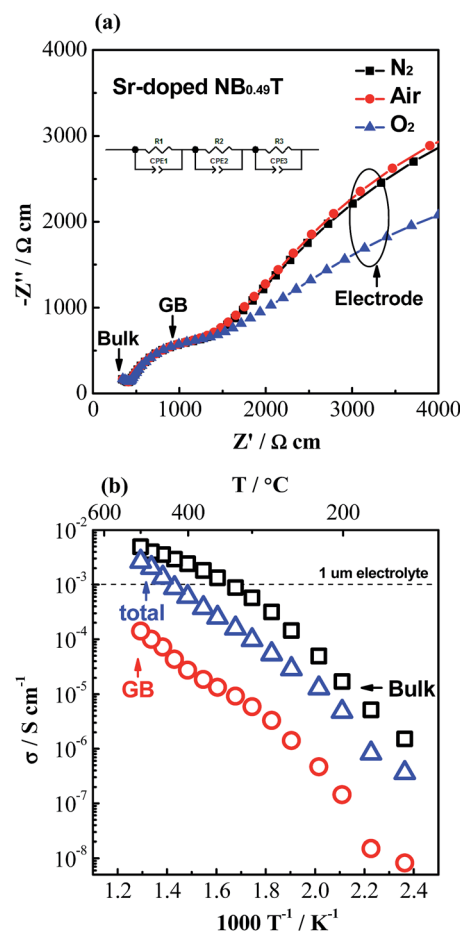 (a)
4000
3000
2000
1000
0
-Z'' / Ω cm
Sr-doped NB0.49T
N2
Air
O2
R1
R2
R3
CPE1
CPE2
CPE3
Bulk
GB
Electrode
0
1000
2000
3000
4000
Z' / Ω cm
(b)
T / °C
600
400
200
10-2
10-3
10-4
10-5
10-6
10-7
10-8
σ / S cm-1
1 um electrolyte
total
GB
Bulk
1.2
1.4
1.6
1.8
2.0
2.2
2.4
1000 T-1 / K-1